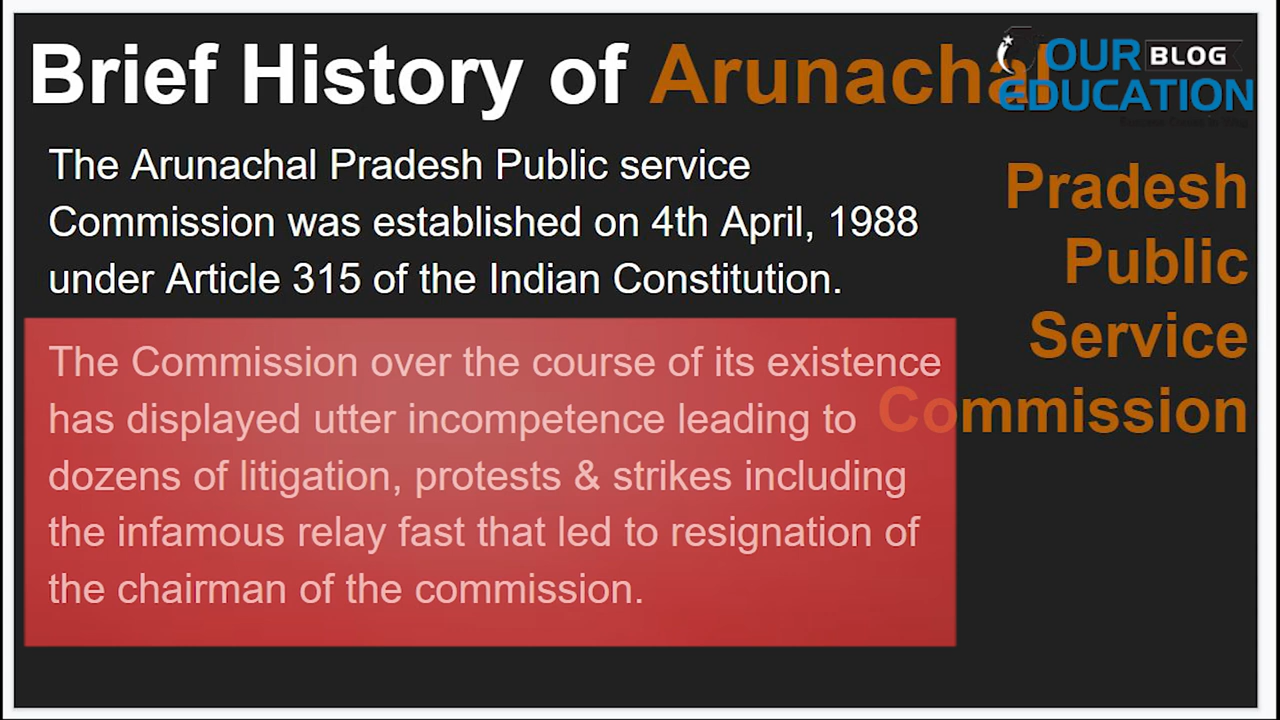 Brief History of Arunachal
OUR BLOG
EDUCATION
Pradesh
Public
Service
Commission
The Arunachal Pradesh Public service
Commission was established on 4th April, 1988
under Article 315 of the Indian Constitution.
The Commission over the course of its existence
has displayed utter incompetence leading to
dozens of litigation, protests & strikes including
the infamous relay fast that led to resignation of
the chairman of the commission.